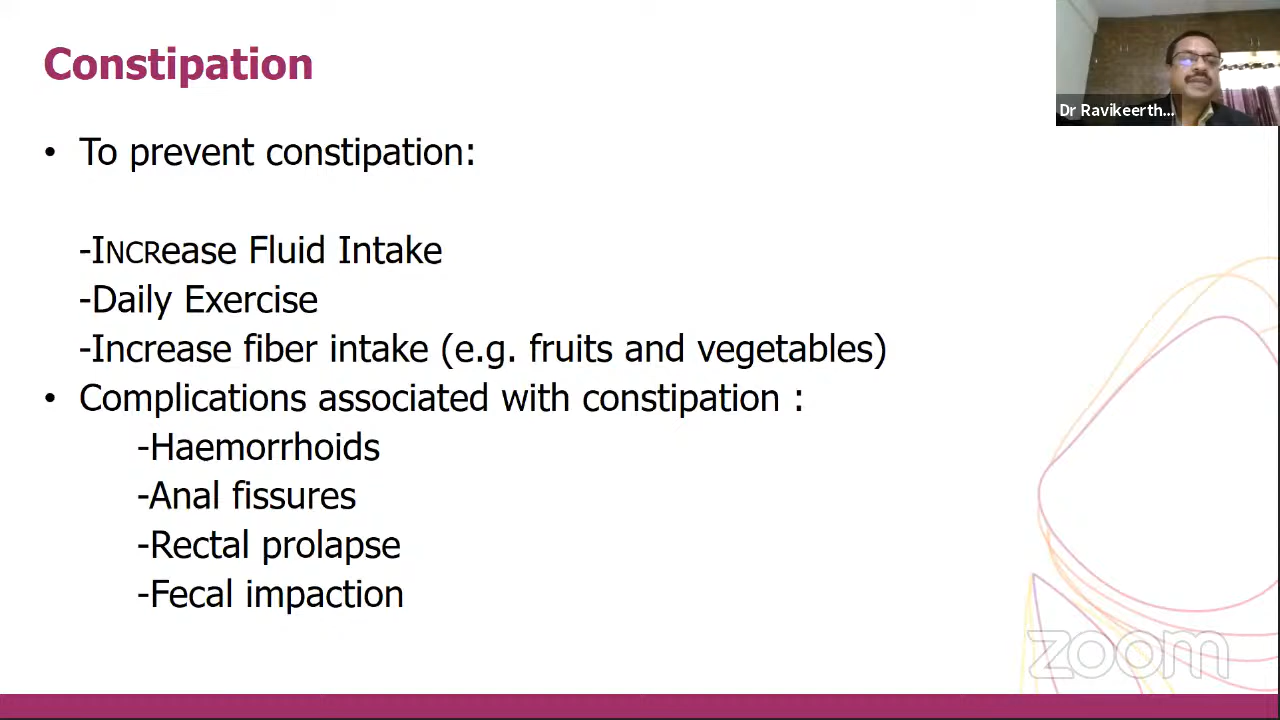 Constipation
Dr Ravikeerth...
• To prevent constipation:
-INCRease Fluid Intake
-Daily Exercise
-Increase fiber intake (e.g. fruits and vegetables)
• Complications associated with constipation :
-Haemorrhoids
-Anal fissures
-Rectal prolapse
-Fecal impaction
zoom